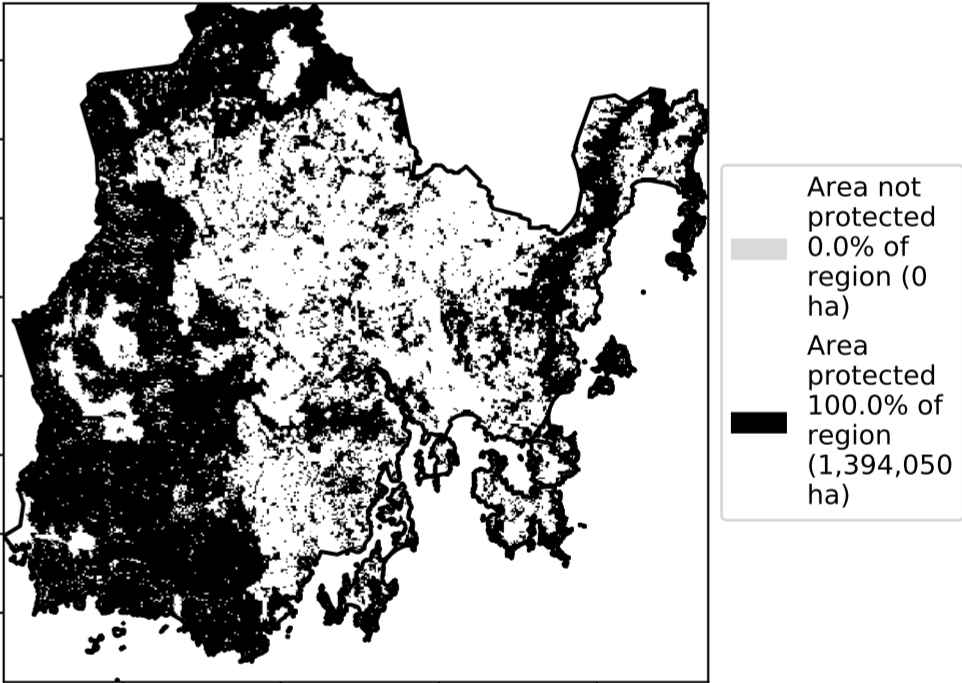 Area not
protected
0.0% of
region (0
ha)
Area
protected
100.0% of
region
(1,394,050
ha)